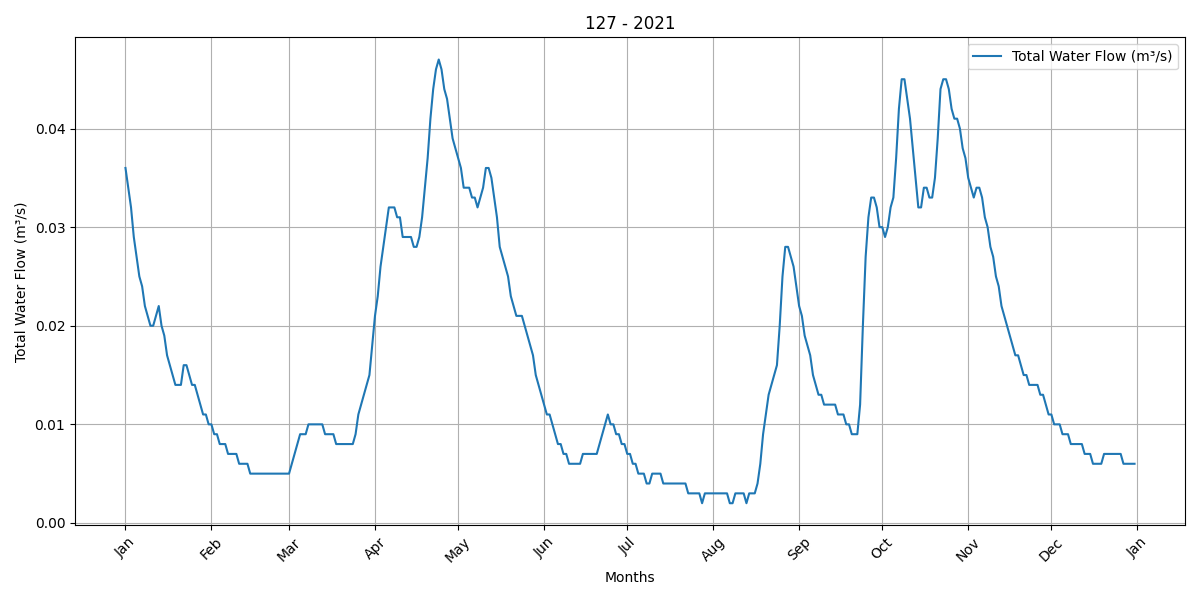 127 - 2021
Total Water Flow (m³/s)
Total Water Flow (m³/s)
0.04
0.03
0.02
0.01
0.00
Jan
Feb
Mar
Apr
May
Jun
Jul
Aug
Sep
Oct
Nov
Dec
Jan
Months